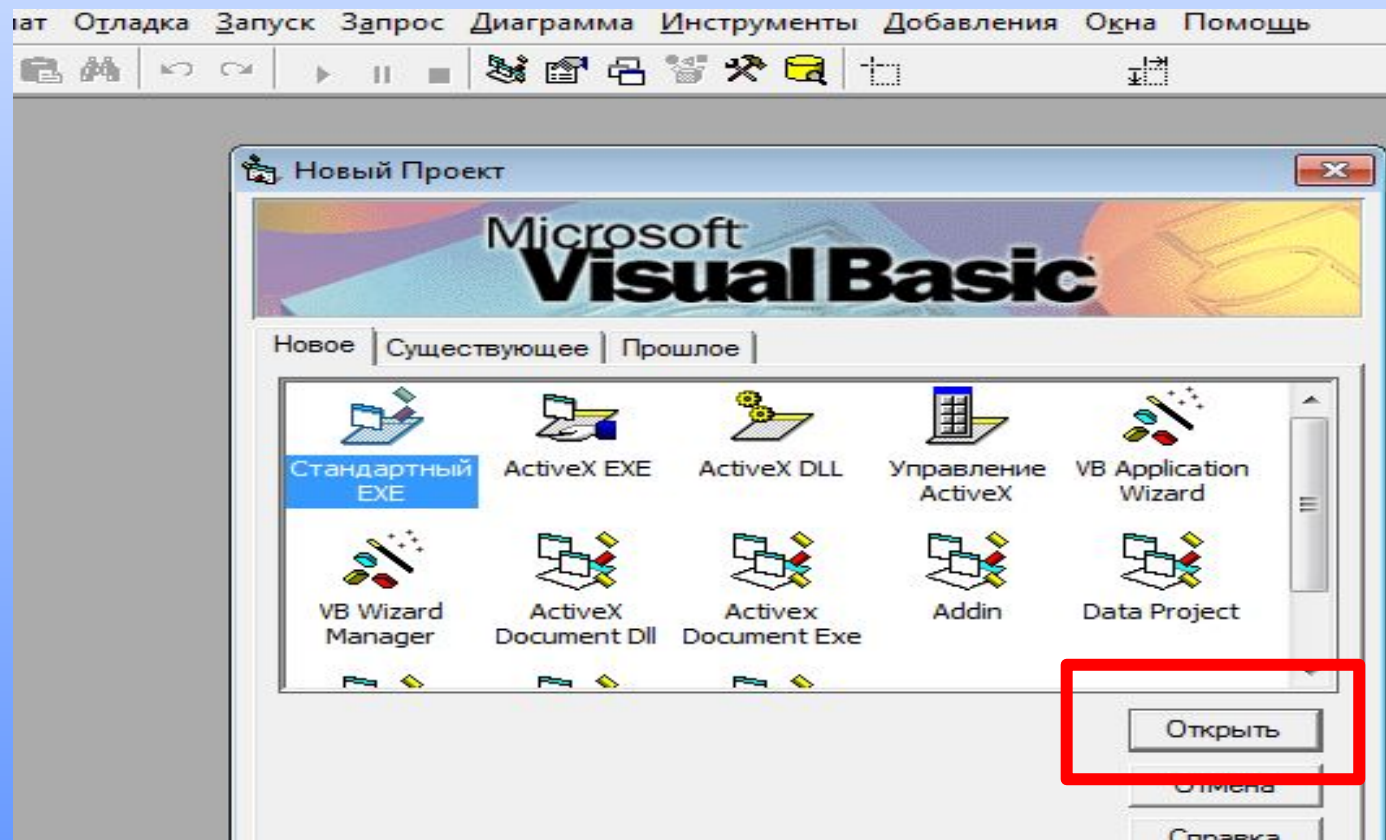 Отладка Запуск Запрос Диаграмма Инструменты Добавления Окна Помощь
Новый Проект
Microsoft
Visual Basic
Новое Существующее Прошлое
Стандартный EXE
ActiveX EXE
ActiveX DLL
Управление ActiveX
VB Application Wizard
VB Wizard Manager
ActiveX Document Dll
Activex Document Exe
Addin
Data Project
Открыть
Отмена
Справка